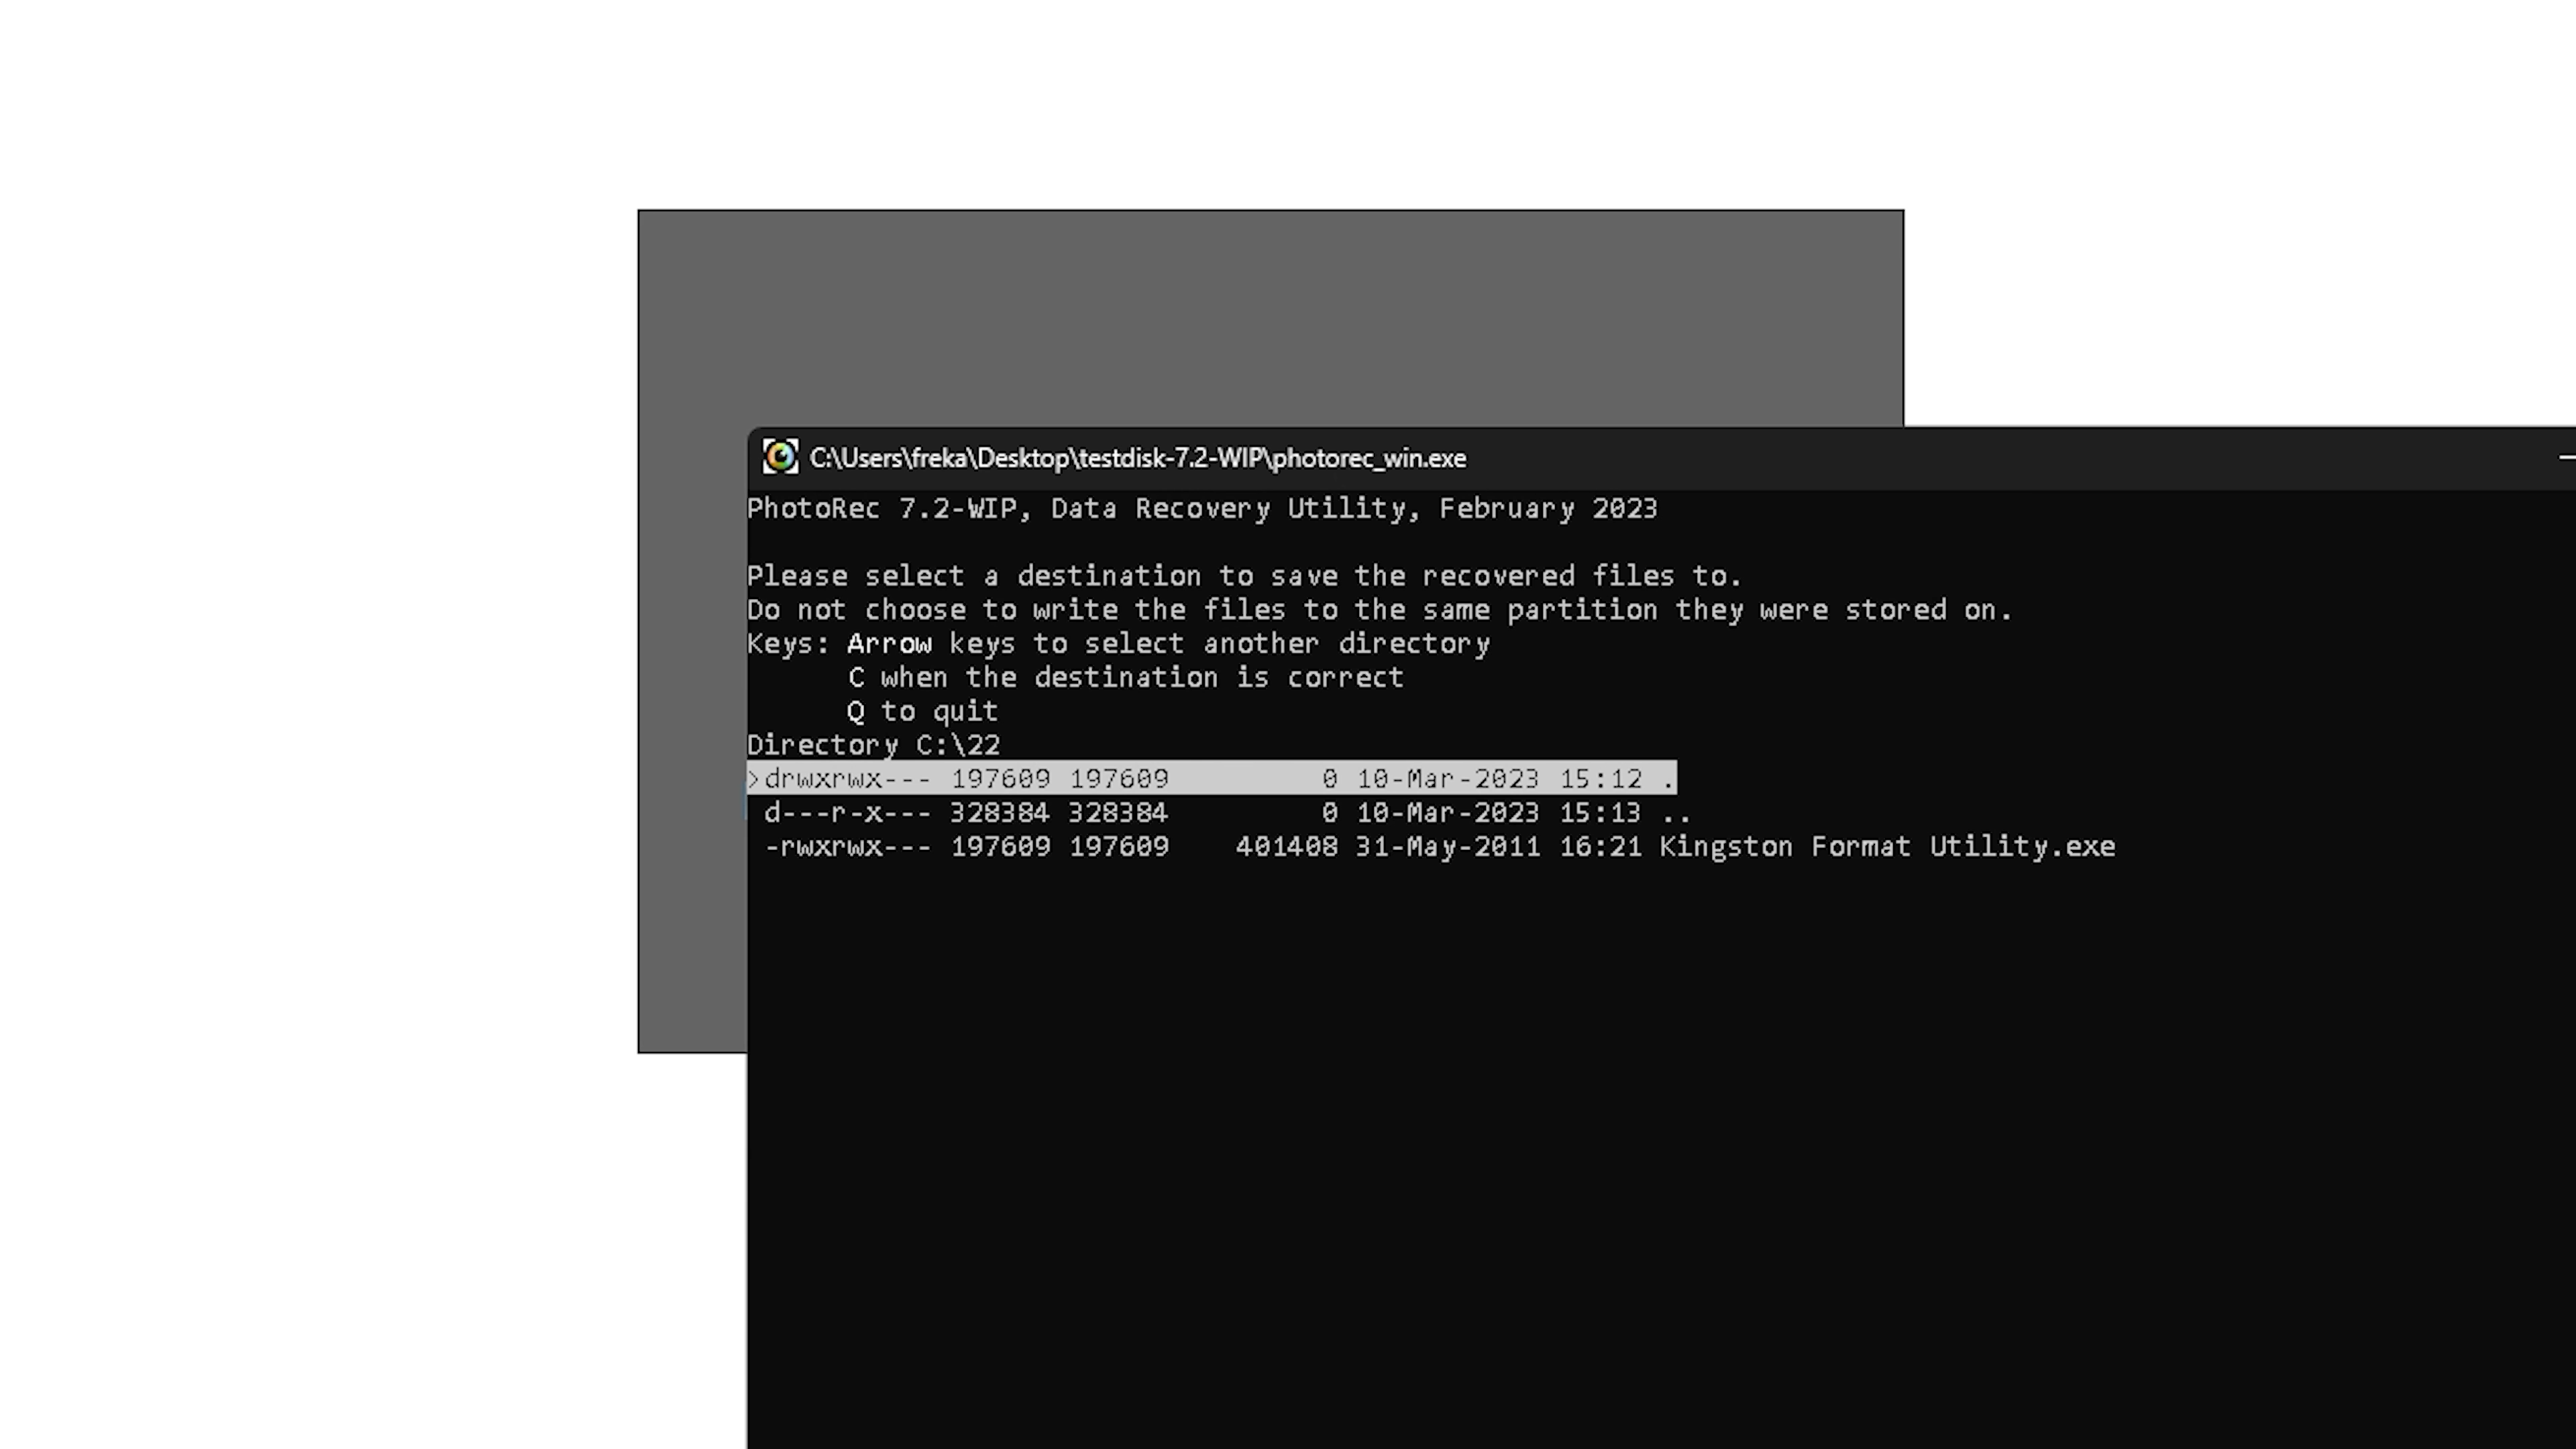 C:\Users\freka\Desktop\testdisk-7.2-WIP\photorec_win.exe
PhotoRec 7.2-WIP, Data Recovery Utility, February 2023
Please select a destination to save the recovered files to.
Do not choose to write the files to the same partition they were stored on.
Keys: Arrow keys to select another directory
C when the destination is correct
Q to quit
Directory C:\22
>drwxrwx--- 197609 197609 0 10-Mar-2023 15:12 .
d---r-x--- 328384 328384 0 10-Mar-2023 15:13 ..
-rwxrwx--- 197609 197609 401408 31-May-2011 16:21 Kingston Format Utility.exe